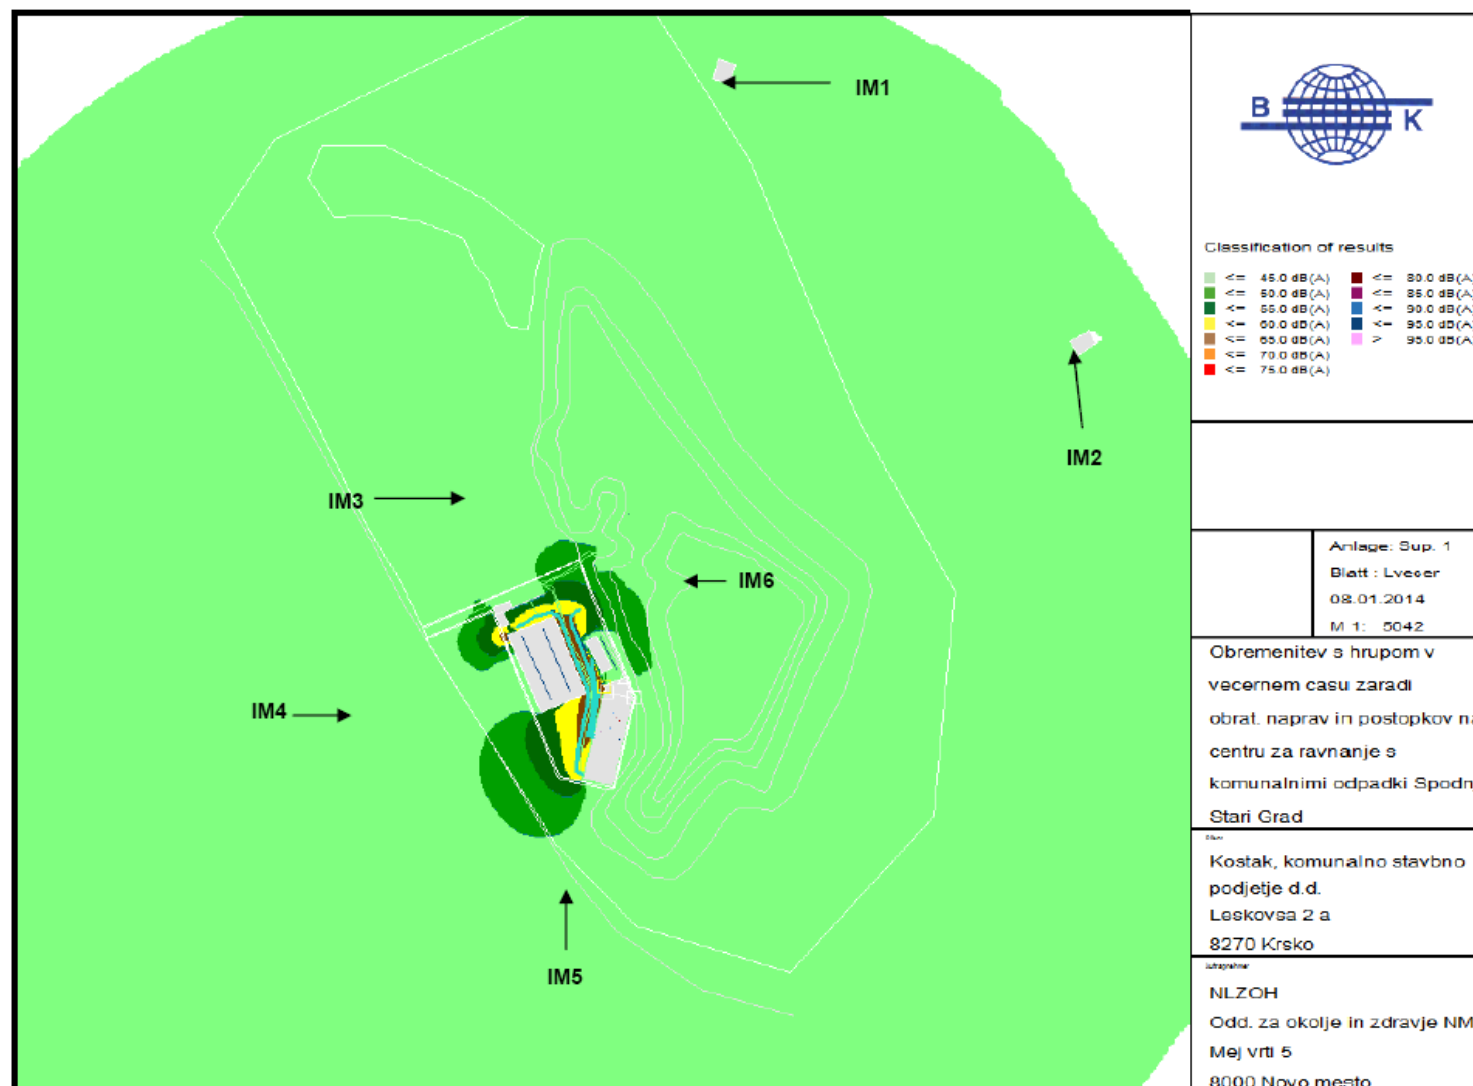 IM1
IM2
IM3
IM4
IM5
IM6
B K
Classification of results
<= 45.0 dB(A)
<= 50.0 dB(A)
<= 55.0 dB(A)
<= 60.0 dB(A)
<= 65.0 dB(A)
<= 70.0 dB(A)
<= 75.0 dB(A)
<= 80.0 dB(A)
<= 85.0 dB(A)
<= 90.0 dB(A)
<= 95.0 dB(A)
> 95.0 dB(A)
Anlage: Sup. 1
Blatt : Lvecer
08.01.2014
M 1: 5042
Obremenitev s hrupom v
vecernem casu zaradi
obrat. naprav in postopkov na
centru za ravnanje s
komunalnimi odpadki Spodn
Stari Grad
Kostak, komunalno stavbno
podjetje d.d.
Leskovsa 2 a
8270 Krsko
NLZOH
Odd. za okolje in zdravje NM
Mej vrti 5
8000 Novo mesto